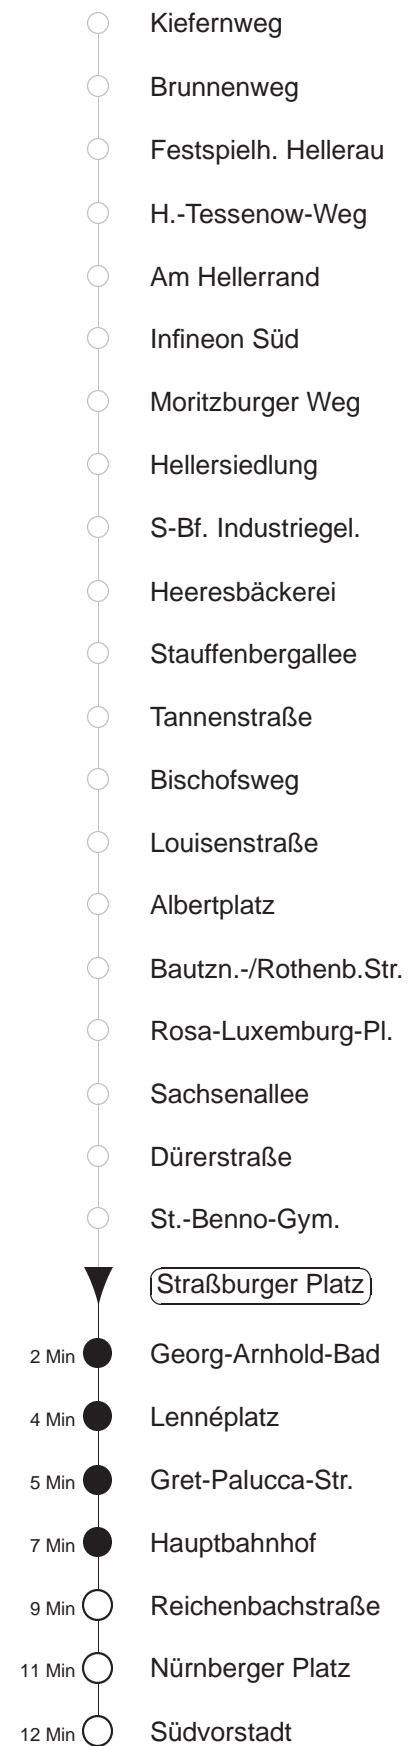 Kiefernweg
Brunnenweg
Festspielh. Hellerau
H.-Tessenow-Weg
Am Hellerrand
Infineon Süd
Moritzburger Weg
Hellersiedlung
S-Bf. Industriegel.
Heeresbäckerei
Stauffenbergallee
Tannenstraße
Bischofsweg
Louisenstraße
Albertplatz
Bautzn.-/Rothenb.Str.
Rosa-Luxemburg-Pl.
Sachsenallee
Dürerstraße
St.-Benno-Gym.
Straßburger Platz
2 Min Georg-Arnhold-Bad
4 Min Lennéplatz
5 Min Gret-Palucca-Str.
7 Min Hauptbahnhof
9 Min Reichenbachstraße
11 Min Nürnberger Platz
12 Min Südvorstadt